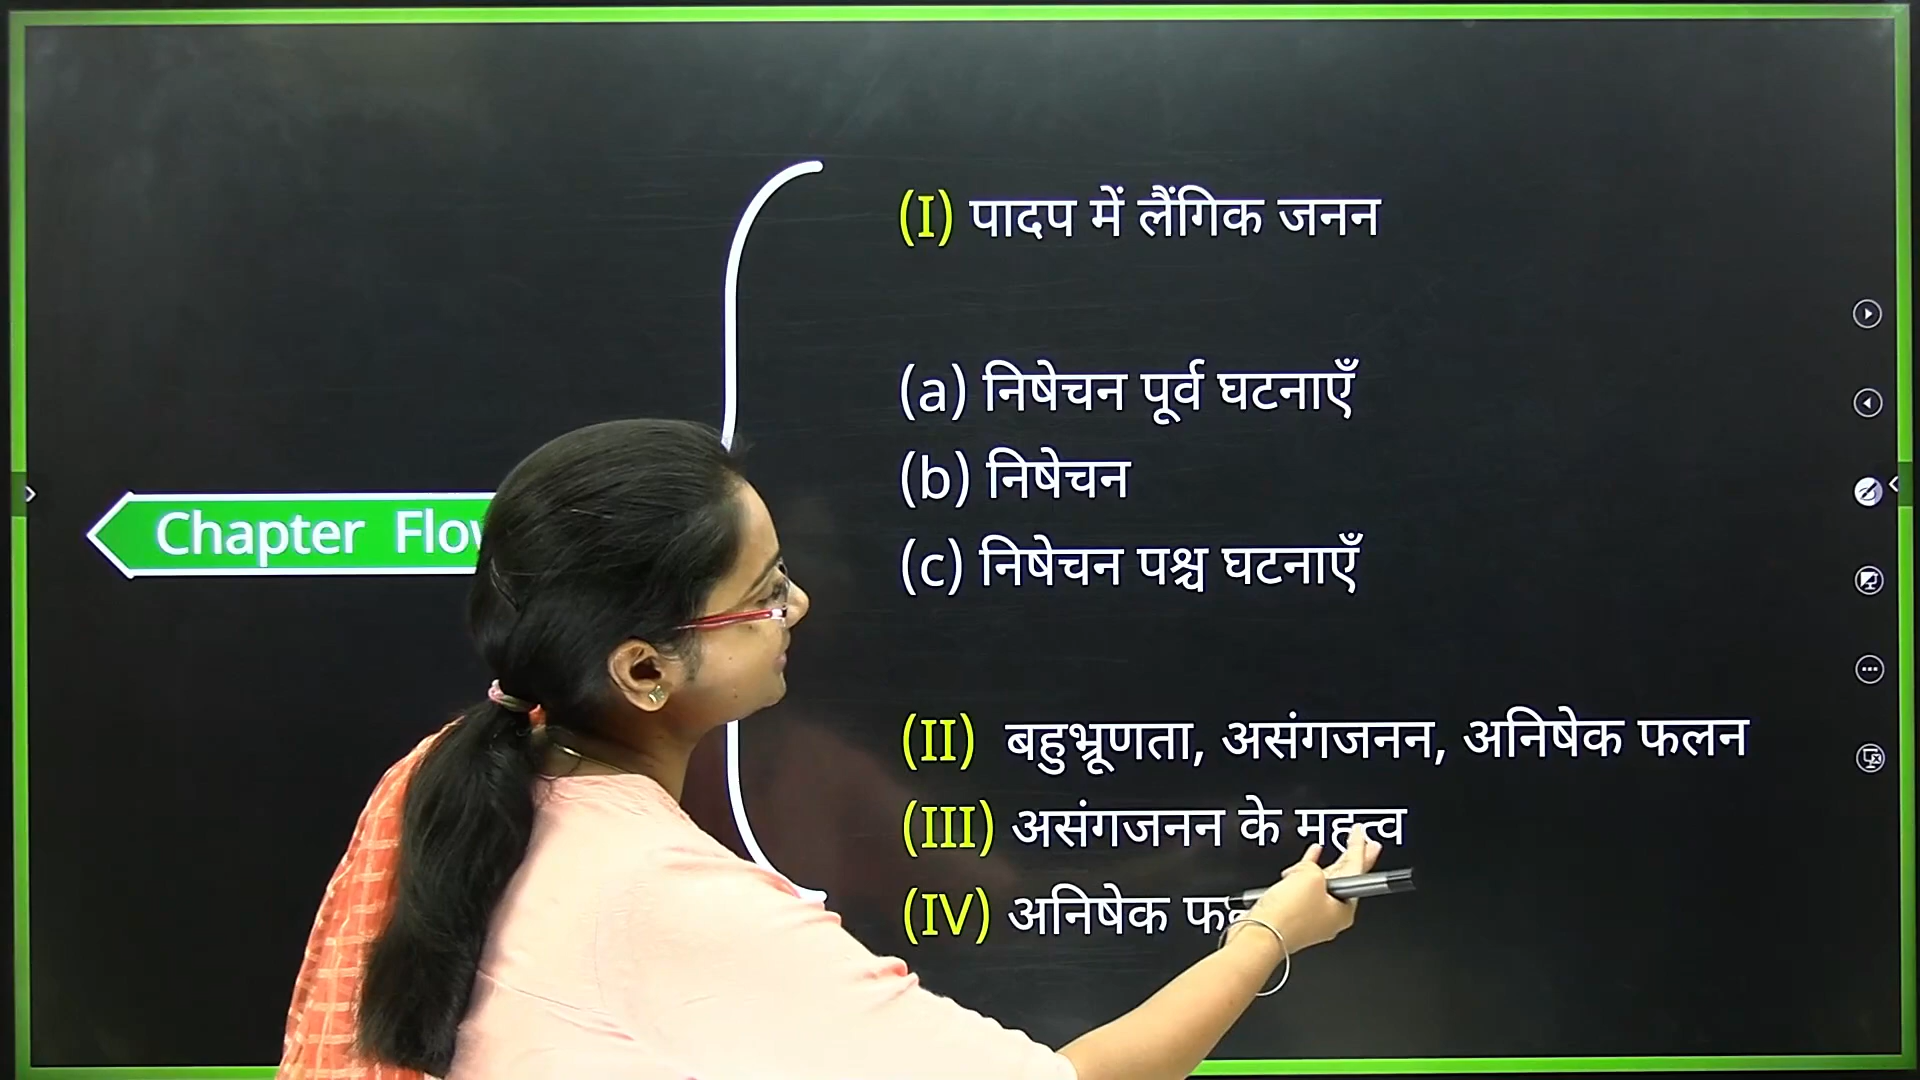 (I) पादप में लैंगिक जनन
(a) निषेचन पूर्व घटनाएँ
(b) निषेचन
(c) निषेचन पश्च घटनाएँ
Chapter
(II) बहुभ्रूणता, असंगजनन, अनिषेक फलन
(III) असंगजनन के महत्व
(IV) अनिषेक